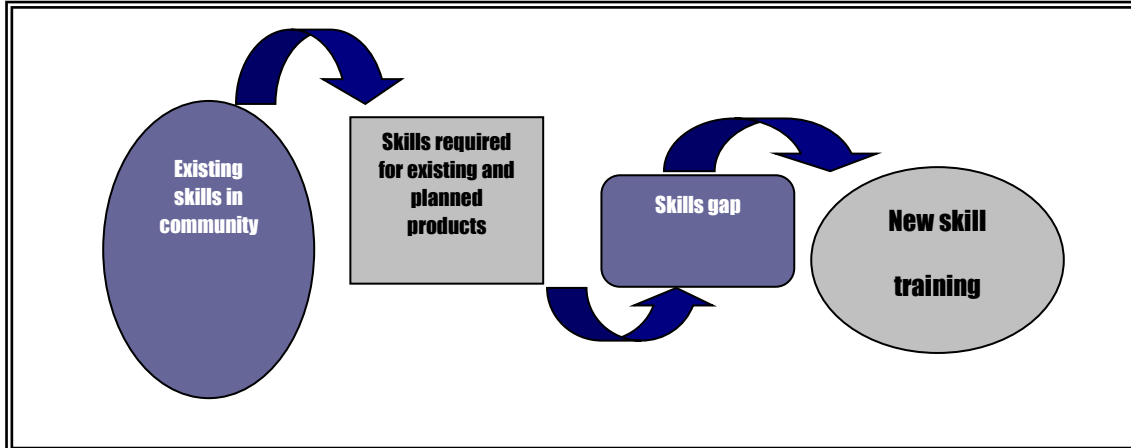 Existing
skills in
community
Skills required
for existing and
planned
products
Skills gap
New skill
training